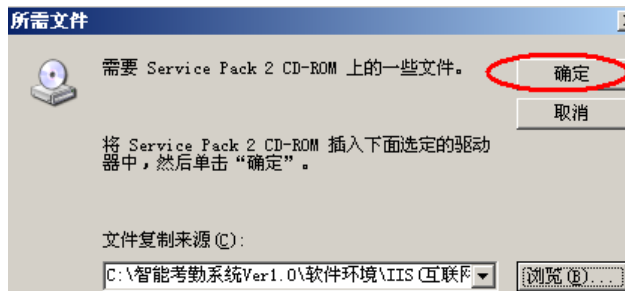 所需文件
需要 Service Pack 2 CD-ROM 上的一些文件。
确定
取消
将 Service Pack 2 CD-ROM 插入下面选定的驱动
器中，然后单击“确定”。
文件复制来源(C):
C:\智能考勤系统Ver1.0\软件环境\IIS(互联
浏览(B)...